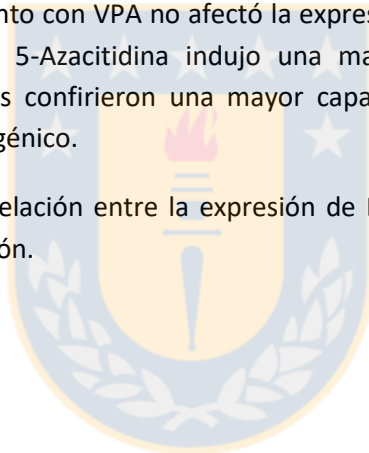 nto con VPA no afectó la expres
5-Azacitidina indujo una ma
s confirieron una mayor capa
génico.
elación entre la expresión de
ón.